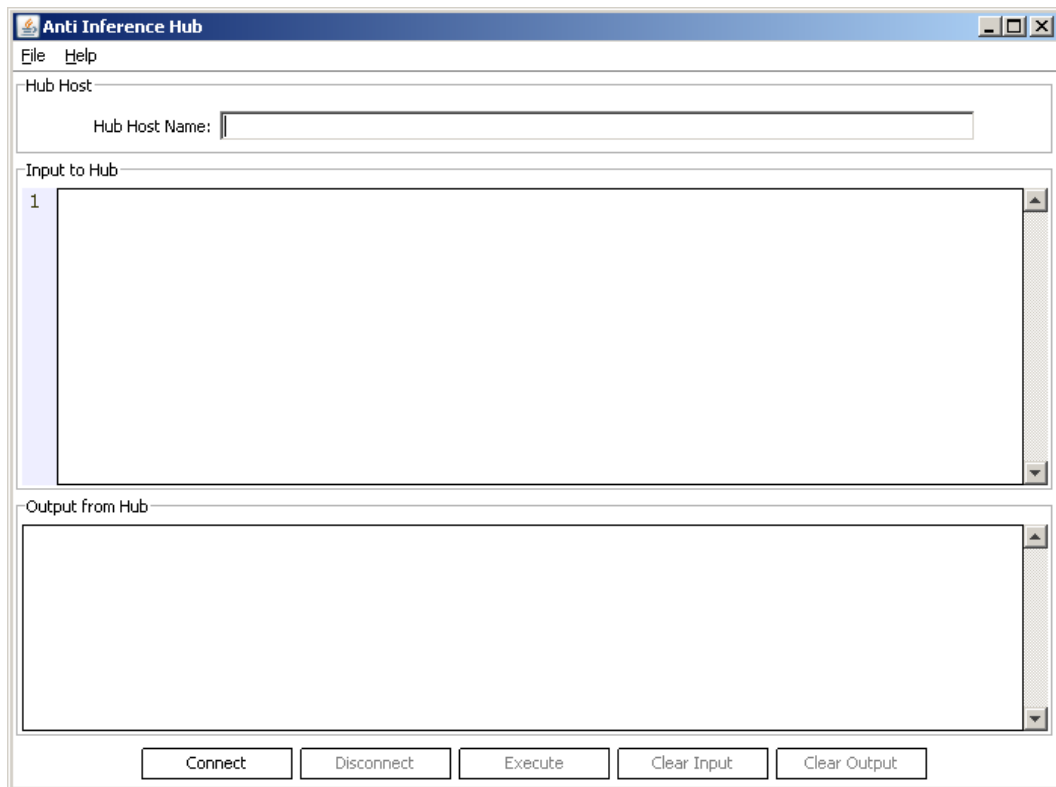 Anti Inference Hub
File Help
Hub Host
Hub Host Name:
Input to Hub
1
Output from Hub
Connect Disconnect Execute Clear Input Clear Output